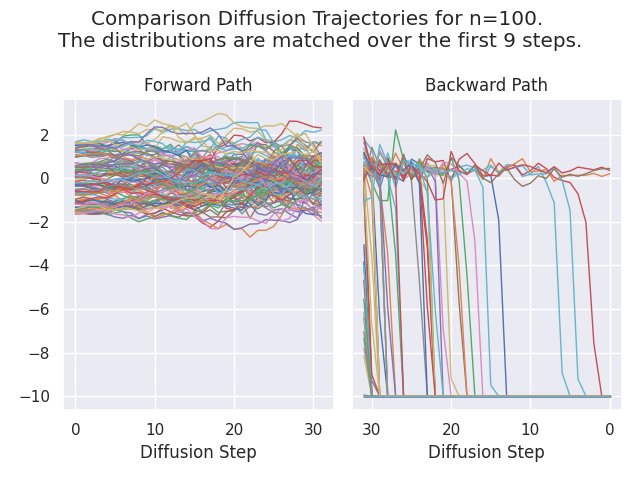 Comparison Diffusion Trajectories for n=100.
The distributions are matched over the first 9 steps.
Forward Path
Backward Path
2
0
−2
−4
−6
−8
−10
0
10
20
30
30
20
10
0
Diffusion Step
Diffusion Step